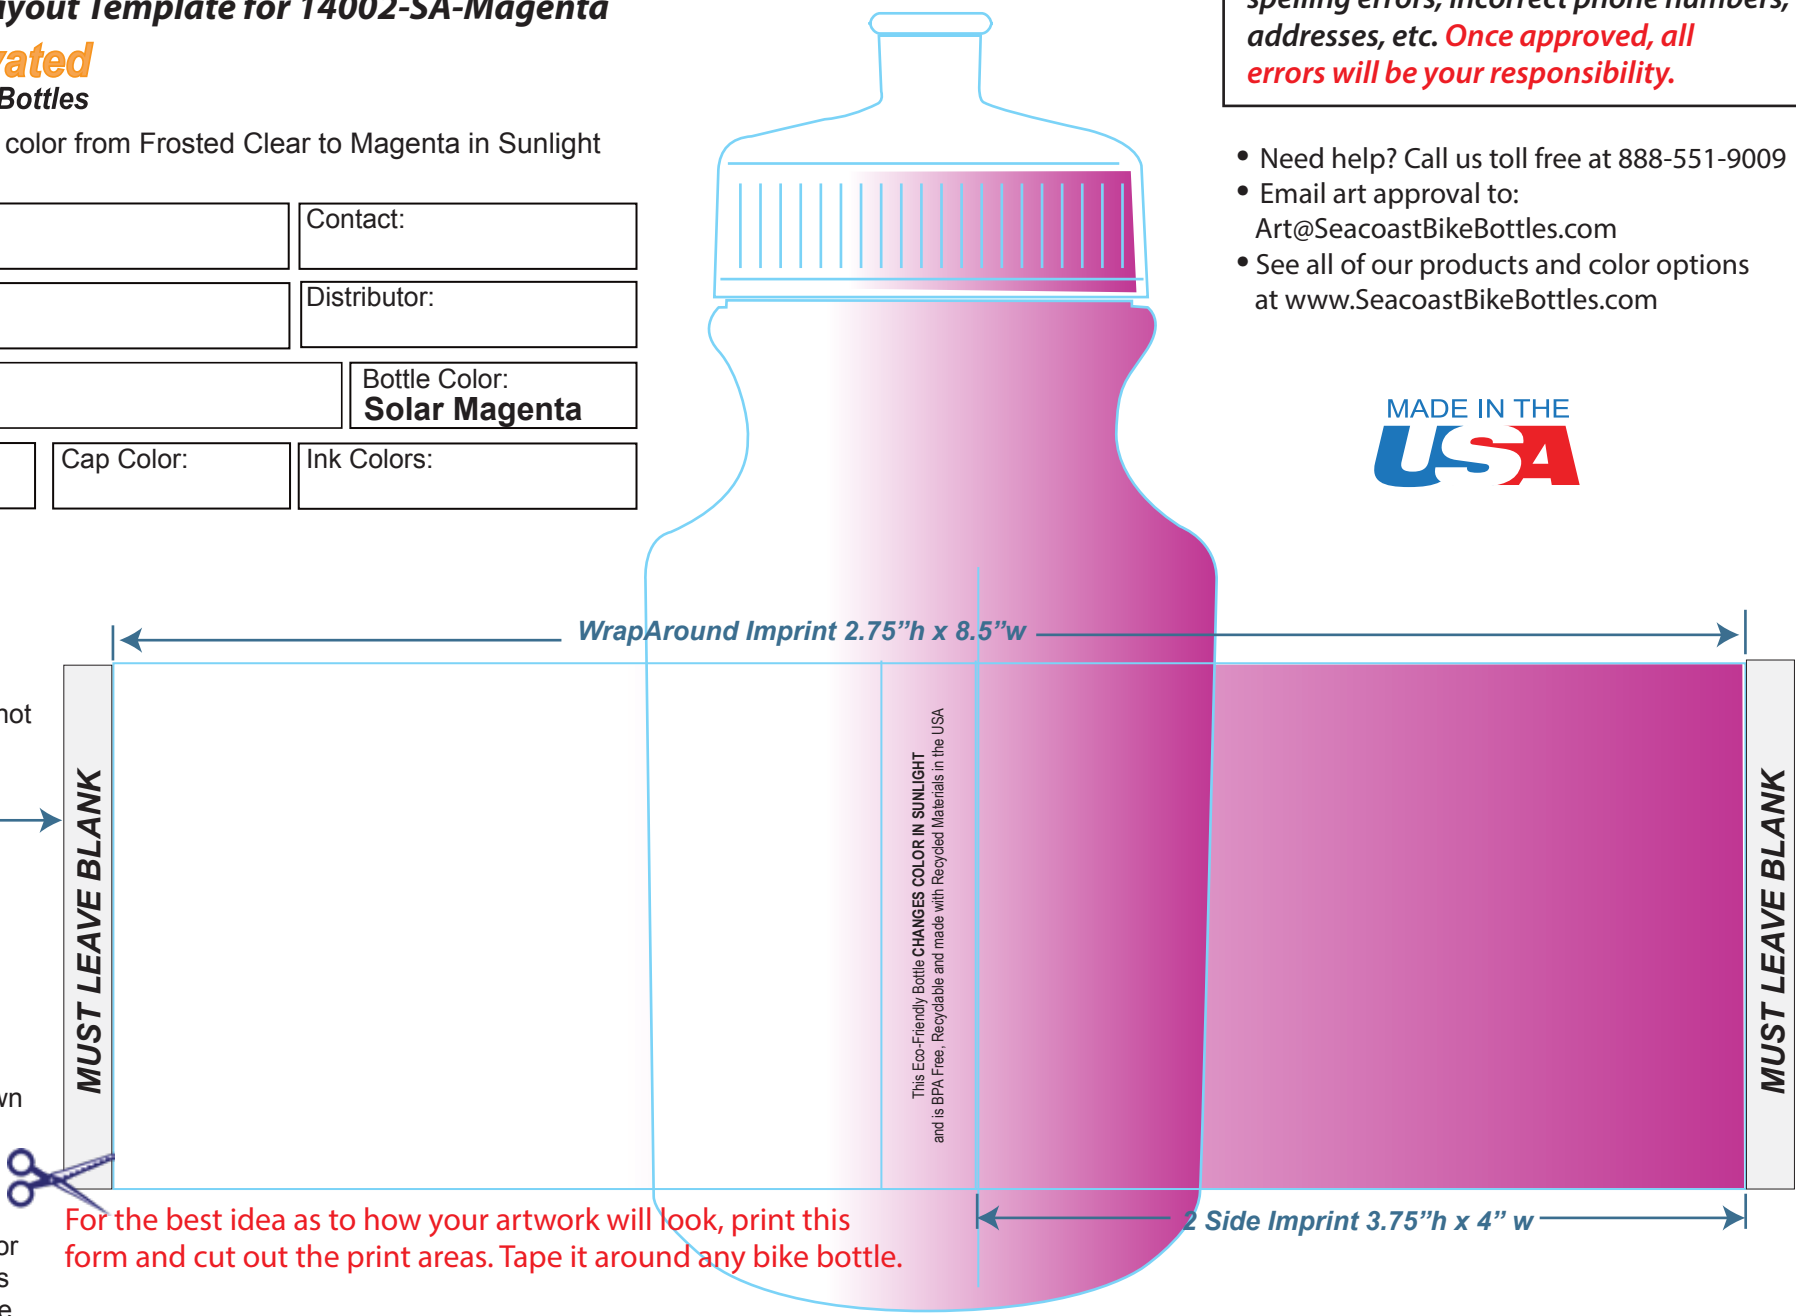 ayout Template for 14002-SA-Magenta
vated
Bottles
color from Frosted Clear to Magenta in Sunlight
Contact:
Distributor:
Bottle Color:
Solar Magenta
Cap Color:
Ink Colors:
spelling errors, incorrect phone numbers,
addresses, etc. Once approved, all
errors will be your responsibility.
• Need help? Call us toll free at 888-551-9009
• Email art approval to:
Art@SeacoastBikeBottles.com
• See all of our products and color options
at www.SeacoastBikeBottles.com
MADE IN THE
USA
WrapAround Imprint 2.75”h x 8.5”w
not
MUST LEAVE BLANK
wn
This Eco-Friendly Bottle CHANGES COLOR IN SUNLIGHT
and is BPA Free, Recyclable and made with Recycled Materials in the USA
MUST LEAVE BLANK
2 Side Imprint 3.75”h x 4” w
For the best idea as to how your artwork will look, print this
form and cut out the print areas. Tape it around any bike bottle.
or
s
e